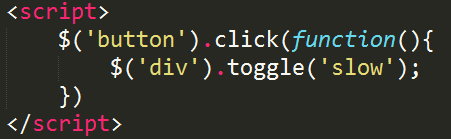 <script>
    $('button').click(function(){
        $('div').toggle('slow');
    })
</script>